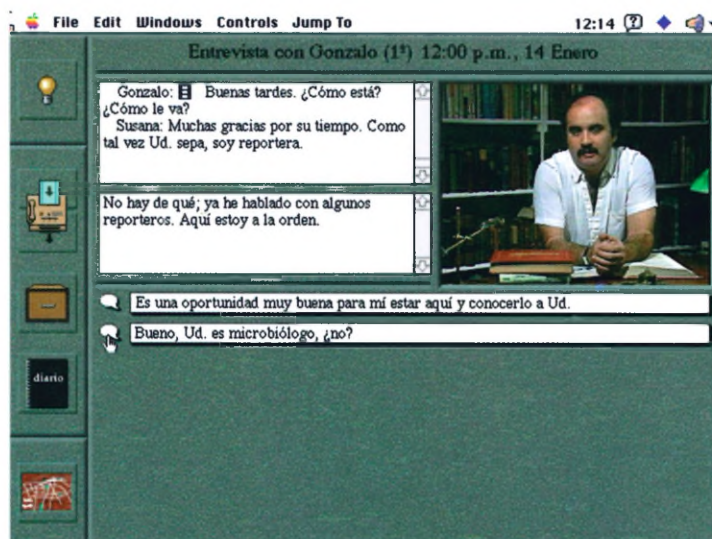 File Edit Windows Controls Jump To 12:14
Entrevista con Gonzalo (1ª) 12:00 p.m., 14 Enero
Gonzalo: Buenas tardes. ¿Cómo está?
¿Cómo le va?
Susana: Muchas gracias por su tiempo. Como
tal vez Ud. sepa, soy reportera.
No hay de qué; ya he hablado con algunos
reporteros. Aquí estoy a la orden.
Es una oportunidad muy buena para mí estar aquí y conocerlo a Ud.
Bueno, Ud. es microbiólogo, ¿no?
diario